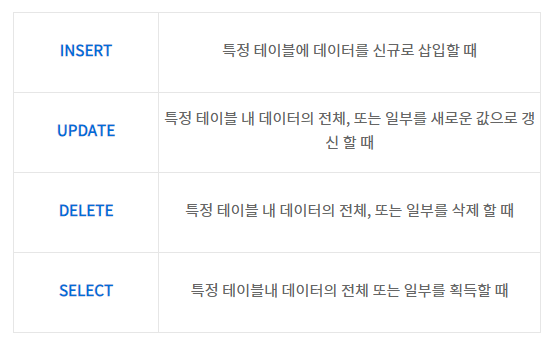 INSERT
특정 테이블에 데이터를 신규로 삽입할 때
UPDATE
특정 테이블 내 데이터의 전체, 또는 일부를 새로운 값으로 갱
신 할 때
DELETE
특정 테이블 내 데이터의 전체, 또는 일부를 삭제 할 때
SELECT
특정 테이블내 데이터의 전체 또는 일부를 획득할 때